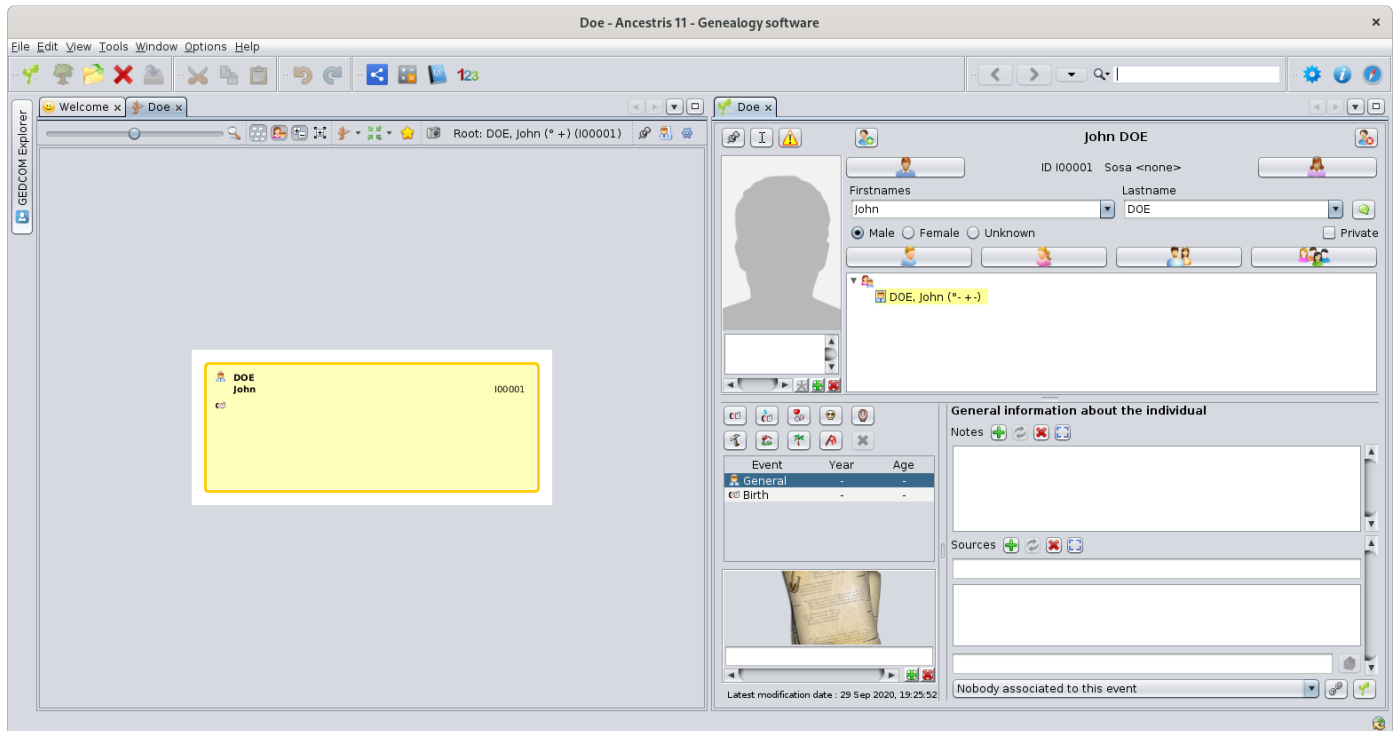 Doe - Ancestris 11 - Genealogy software
File Edit View Tools Window Options Help
123
GEDCOM Explorer
Welcome
Doe
Root: DOE, John (° +) (I00001)
DOE
John
I00001
Doe
John DOE
ID I00001 Sosa <none>
Firstnames
Lastname
John
DOE
Male
Female
Unknown
Private
DOE, John (°- +-)
General information about the individual
Notes
Event Year Age
General - -
Birth - -
Sources
Nobody associated to this event
Latest modification date : 29 Sep 2020, 19:25:52